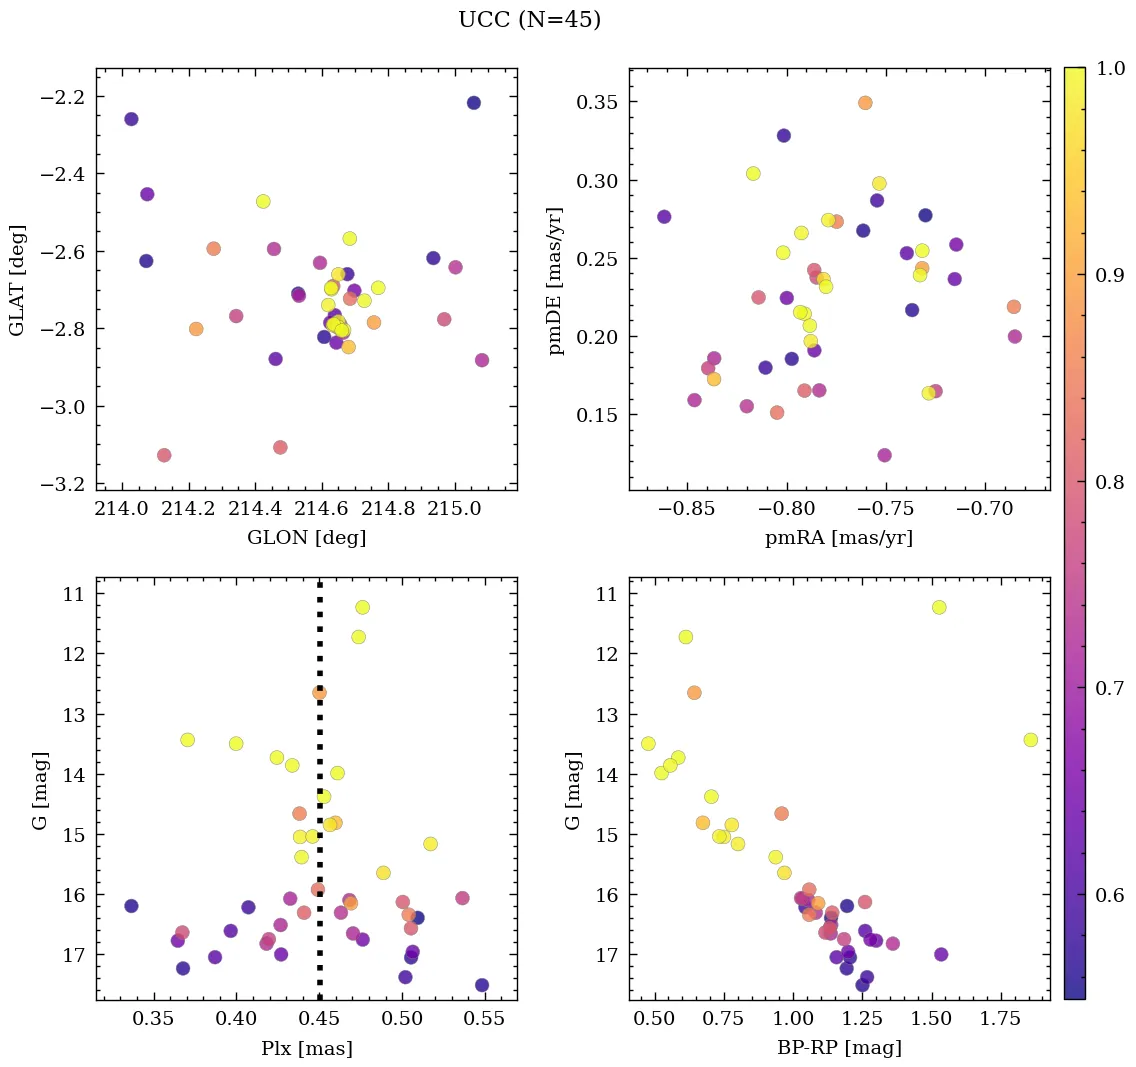 UCC (N=45)
−2.2
−2.4
−2.6
−2.8
−3.0
−3.2
GLAT [deg]
214.0 214.2 214.4 214.6 214.8 215.0
GLON [deg]
0.35
0.30
0.25
0.20
0.15
pmDE [mas/yr]
−0.85 −0.80 −0.75 −0.70
pmRA [mas/yr]
11
12
13
14
15
16
17
G [mag]
0.35 0.40 0.45 0.50 0.55
Plx [mas]
11
12
13
14
15
16
17
G [mag]
0.50 0.75 1.00 1.25 1.50 1.75
BP-RP [mag]
1.0
0.9
0.8
0.7
0.6